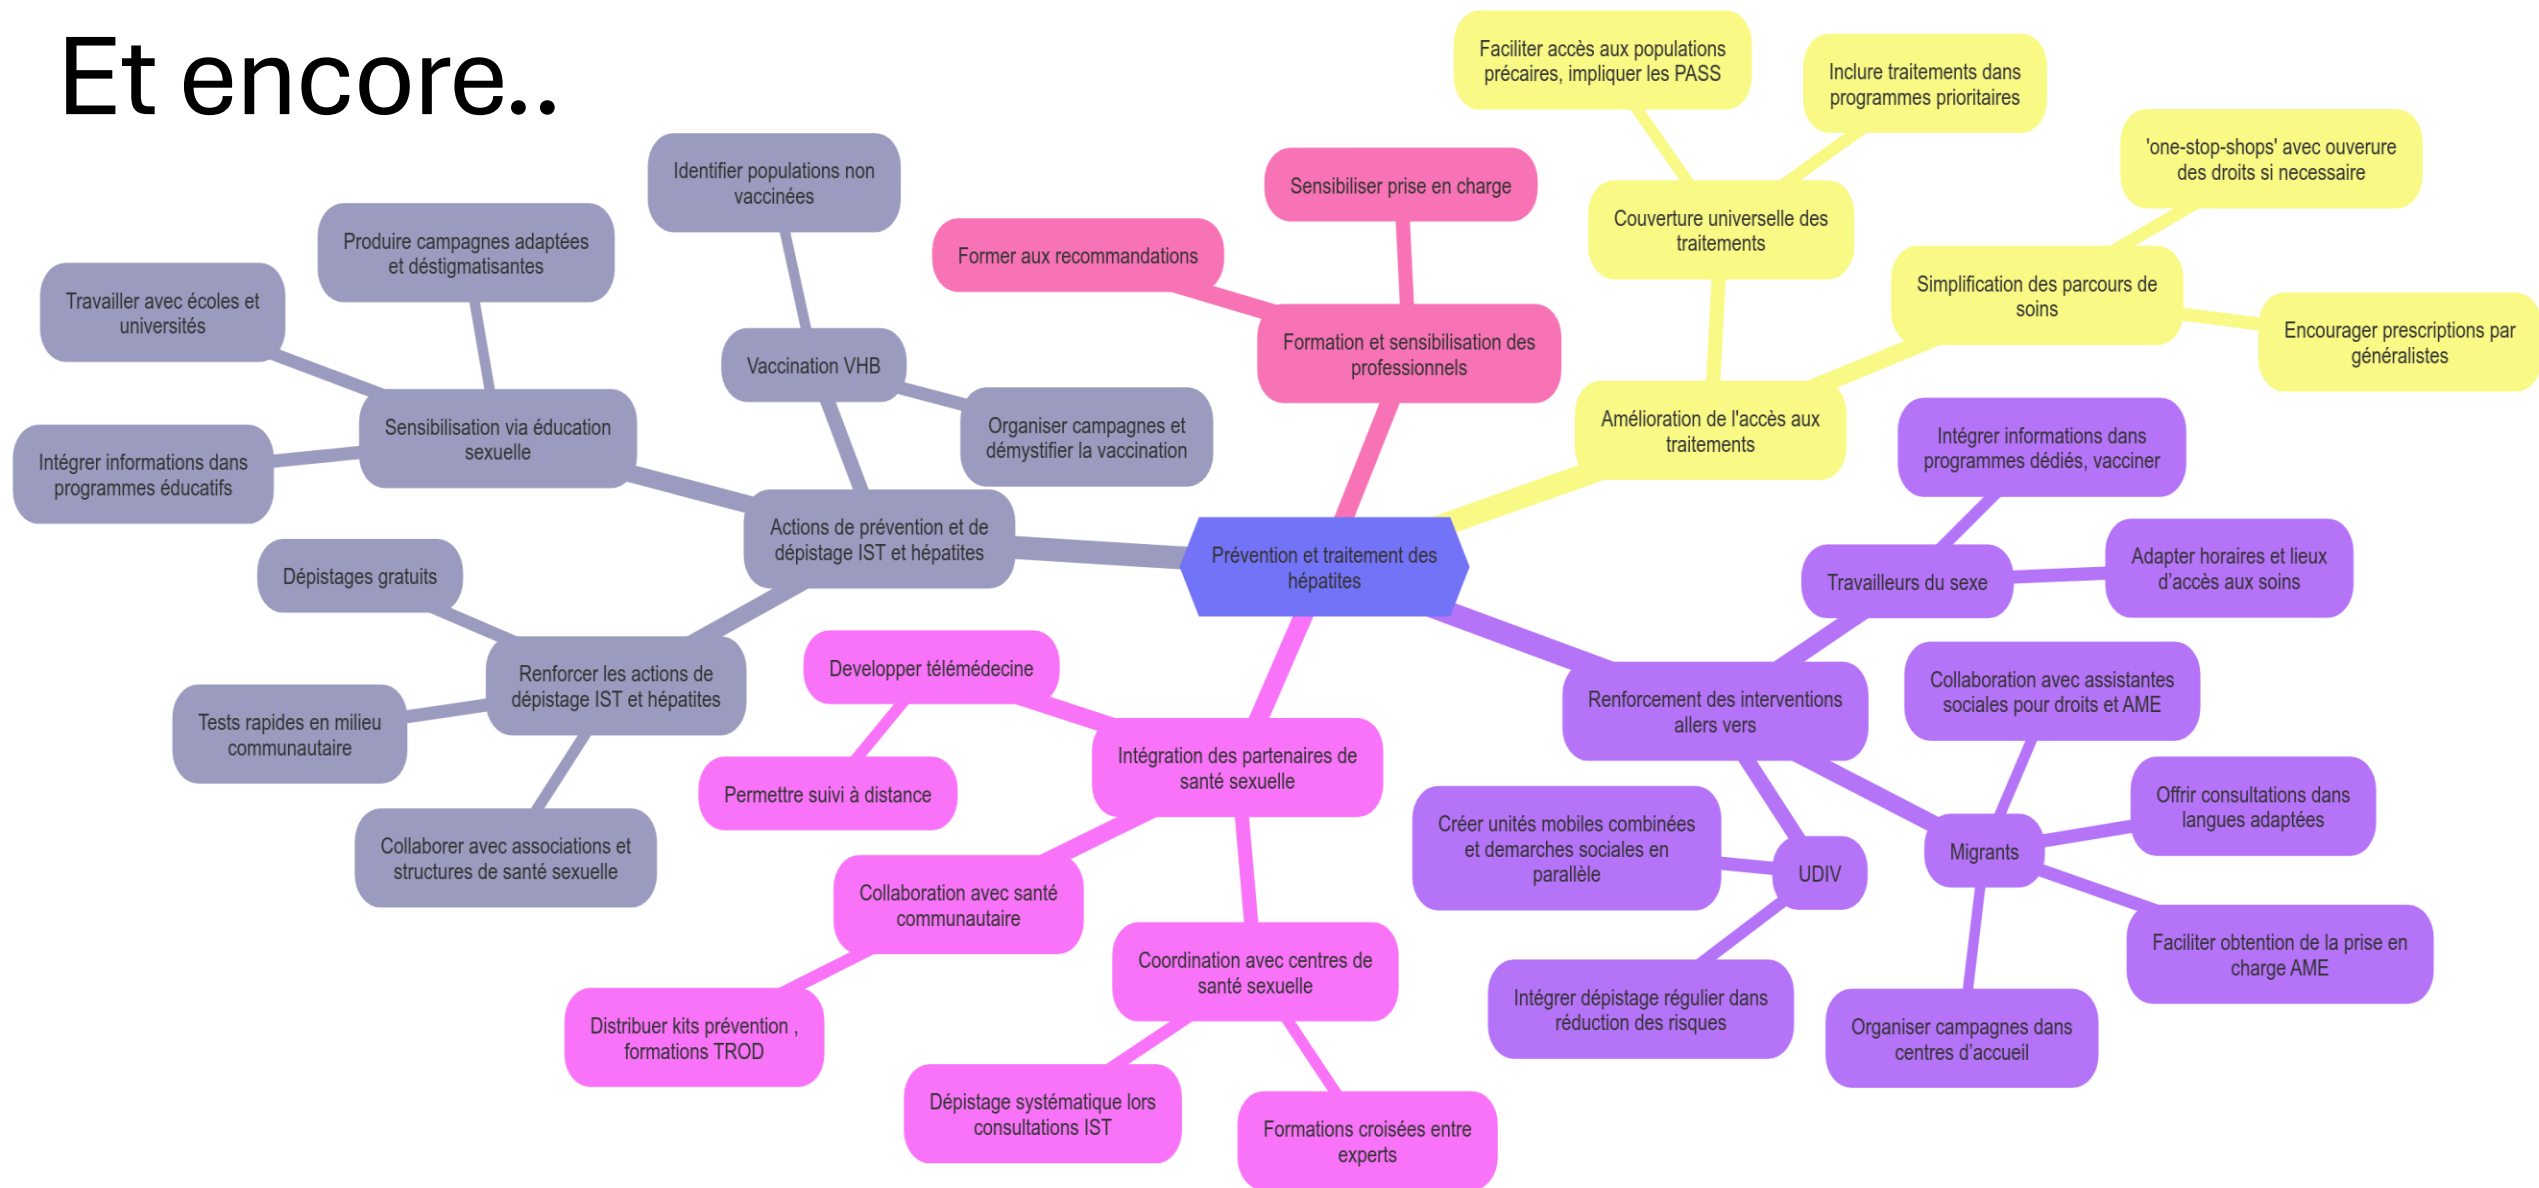 Et encore..
Faciliter accès aux populations
précaires, impliquer les PASS
Inclure traitements dans
programmes prioritaires
'one-stop-shops' avec ouverure
des droits si necessaire
Couverture universelle des
traitements
Simplification des parcours de
soins
Encourager prescriptions par
généralistes
Amélioration de l'accès aux
traitements
Sensibiliser prise en charge
Former aux recommandations
Formation et sensibilisation des
professionnels
Identifier populations non
vaccinées
Vaccination VHB
Organiser campagnes et
démystifier la vaccination
Produire campagnes adaptées
et déstigmatisantes
Travailler avec écoles et
universités
Sensibilisation via éducation
sexuelle
Intégrer informations dans
programmes éducatifs
Actions de prévention et de
dépistage IST et hépatites
Prévention et traitement des
hépatites
Dépistages gratuits
Renforcer les actions de
dépistage IST et hépatites
Tests rapides en milieu
communautaire
Collaborer avec associations et
structures de santé sexuelle
Developper télémédecine
Permettre suivi à distance
Intégration des partenaires de
santé sexuelle
Collaboration avec santé
communautaire
Distribuer kits prévention ,
formations TROD
Coordination avec centres de
santé sexuelle
Dépistage systématique lors
consultations IST
Formations croisées entre
experts
Intégrer informations dans
programmes dédiés, vacciner
Travailleurs du sexe
Adapter horaires et lieux
d’accès aux soins
Renforcement des interventions
allers vers
Collaboration avec assistantes
sociales pour droits et AME
Offrir consultations dans
langues adaptées
Migrants
Faciliter obtention de la prise en
charge AME
Organiser campagnes dans
centres d’accueil
Créer unités mobiles combinées
et demarches sociales en
parallèle
UDIV
Intégrer dépistage régulier dans
réduction des risques